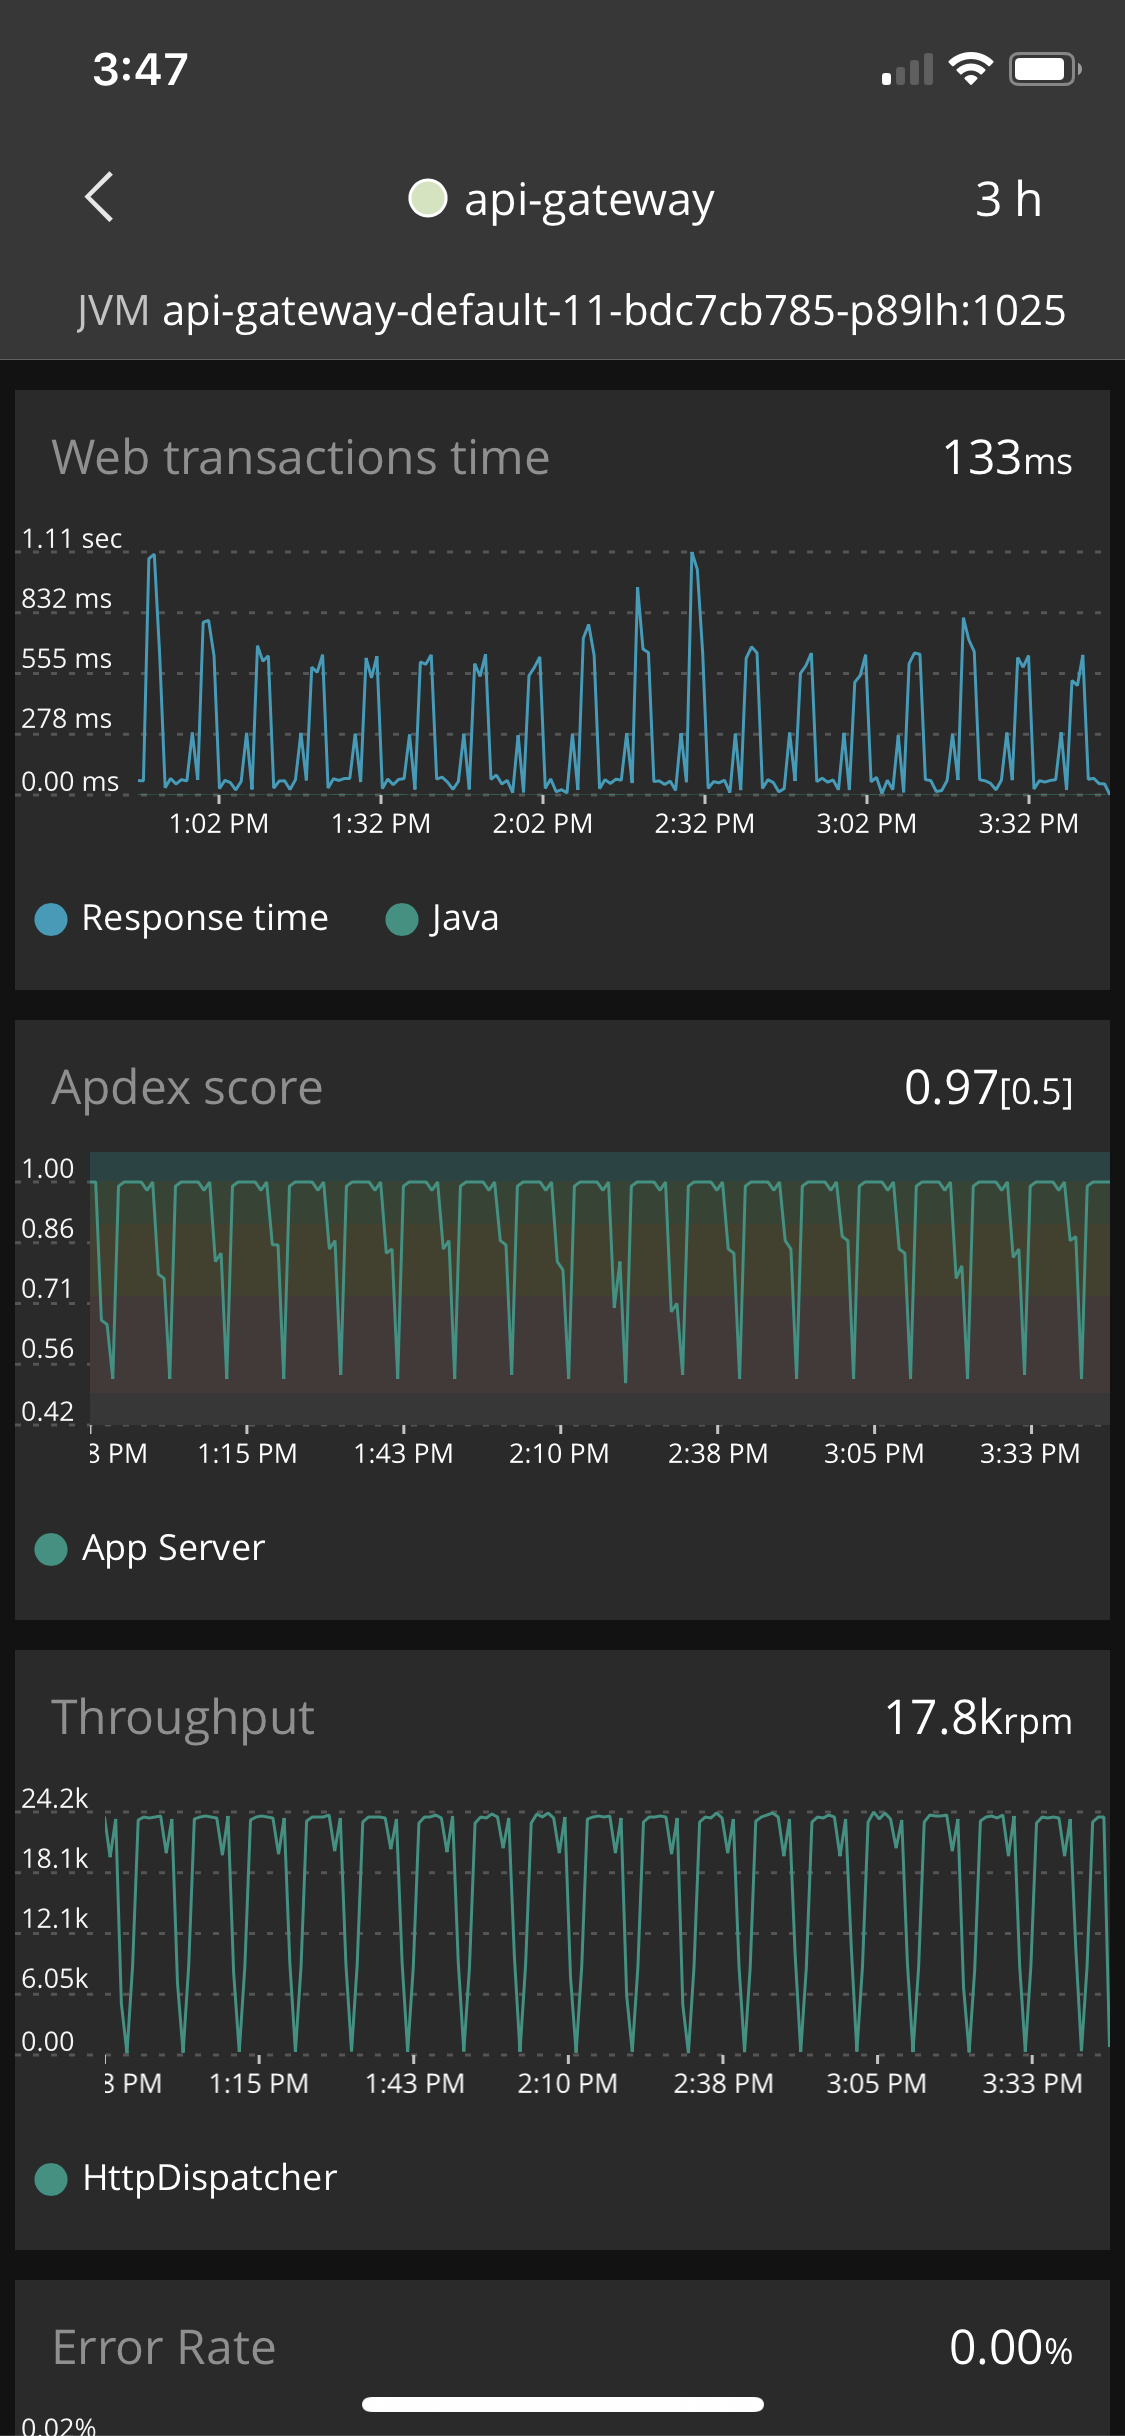 3:47
api-gateway
3 h
JVM api-gateway-default-11-bdc7cb785-p89lh:1025
Web transactions time
133ms
1.11 sec
832 ms
555 ms
278 ms
0.00 ms
1:02 PM 1:32 PM 2:02 PM 2:32 PM 3:02 PM 3:32 PM
Response time Java
Apdex score
0.97[0.5]
1.00
0.86
0.71
0.56
0.42
PM 1:15 PM 1:43 PM 2:10 PM 2:38 PM 3:05 PM 3:33 PM
App Server
Throughput
17.8krpm
24.2k
18.1k
12.1k
6.05k
0.00
PM 1:15 PM 1:43 PM 2:10 PM 2:38 PM 3:05 PM 3:33 PM
HttpDispatcher
Error Rate
0.00%
0.02%